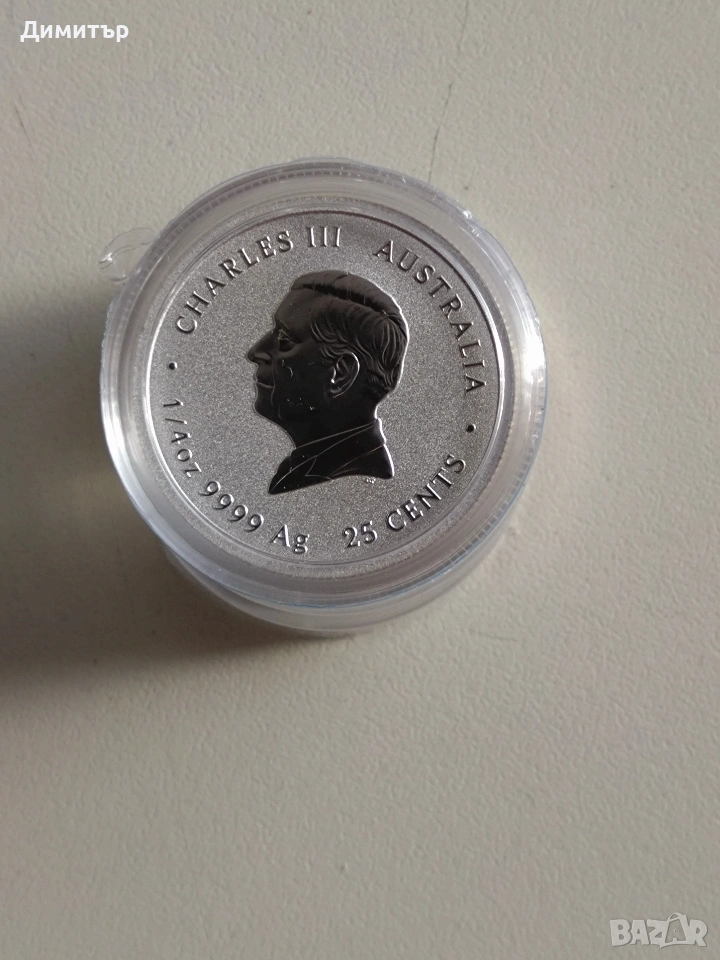 Димитър
• CHARLES III AUSTRALIA •
1/4oz 9999 Ag 25 CENTS
BAZAR